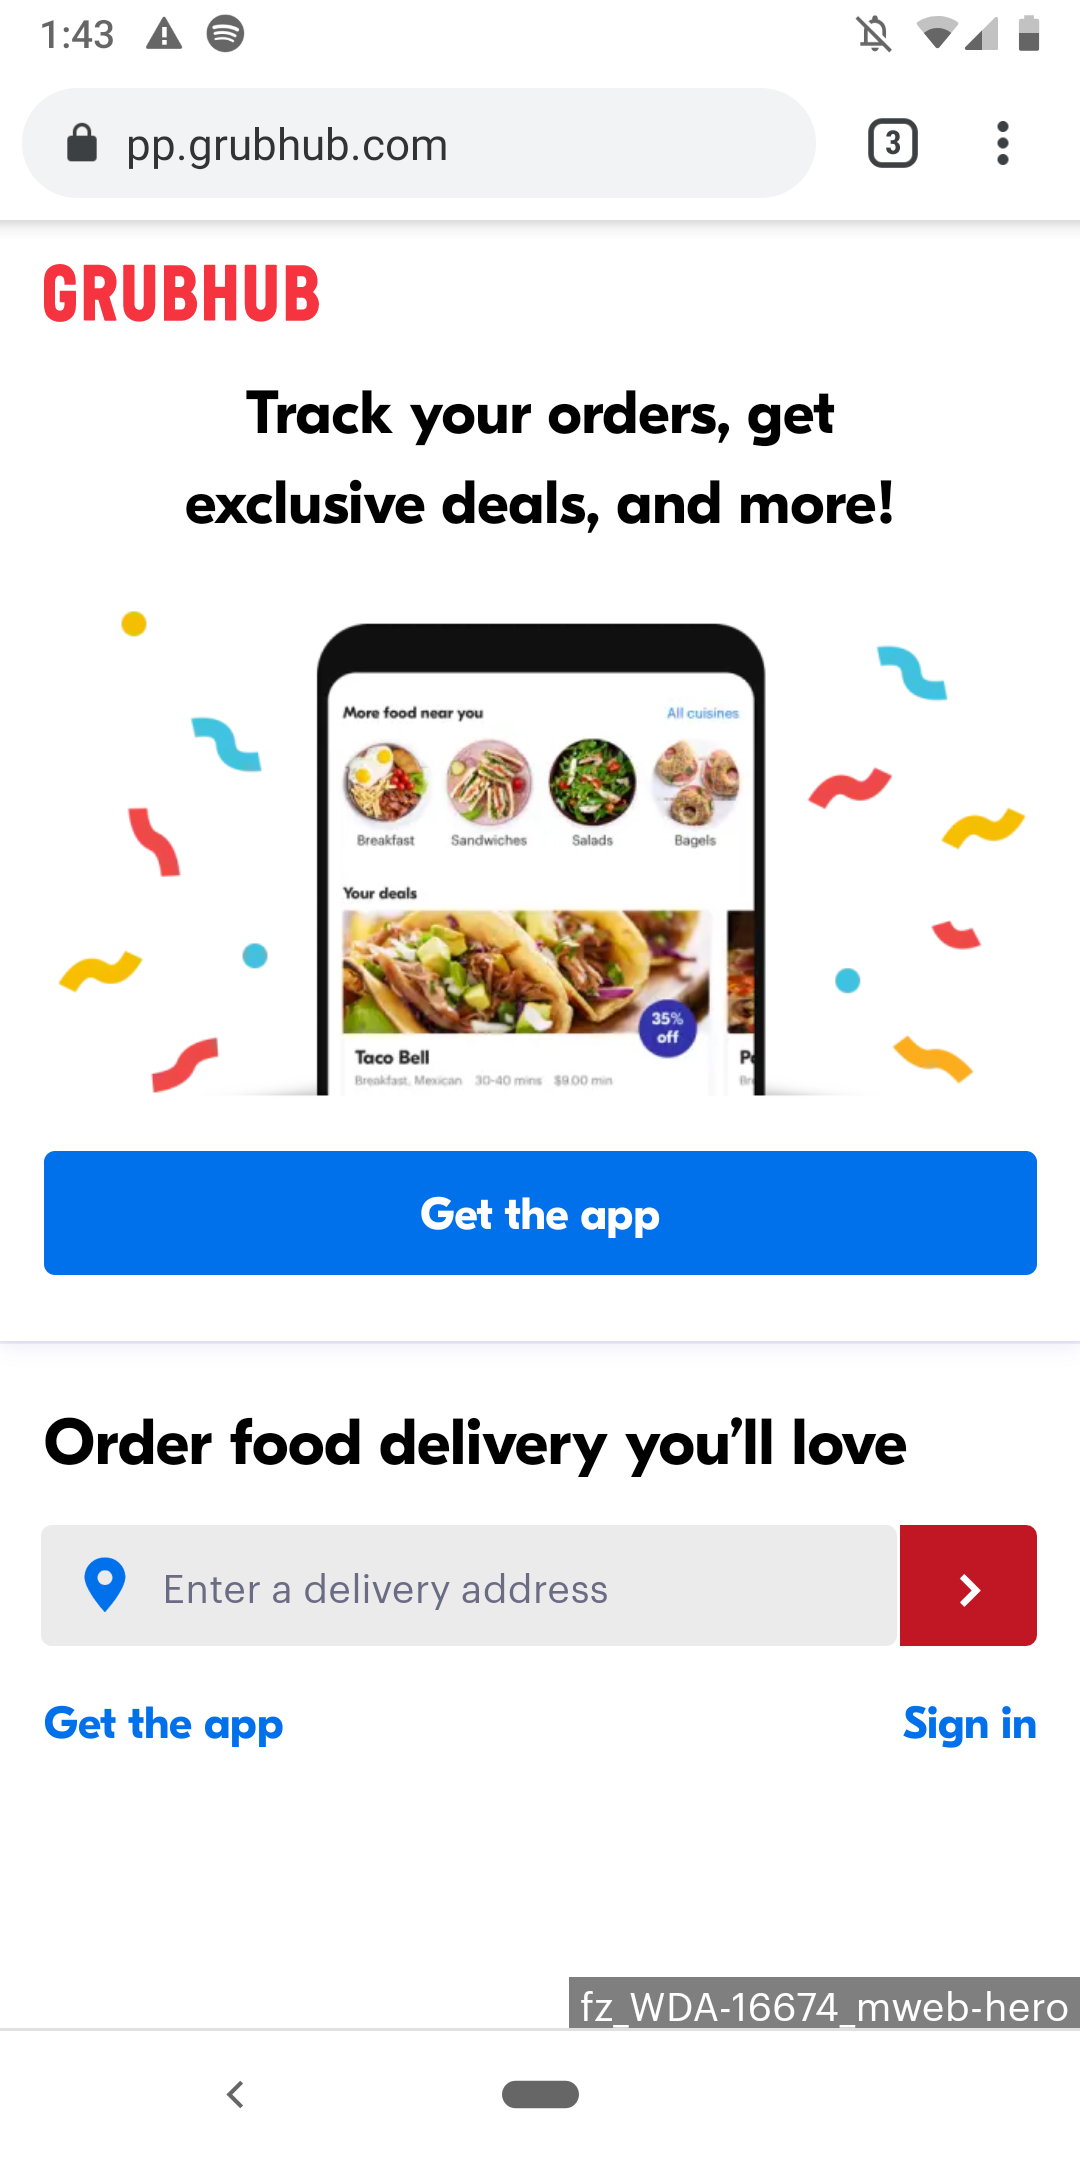 1:43
pp.grubhub.com
3
GRUBHUB
Track your orders, get
exclusive deals, and more!
More food near you All cuisines
Breakfast Sandwiches Salads Bagels
Your deals
35%
off
Taco Bell
Breakfast, Mexican 30-40 mins $9.00 min
Get the app
Order food delivery you’ll love
Enter a delivery address
Get the app Sign in
fz_WDA-16674_mweb-hero